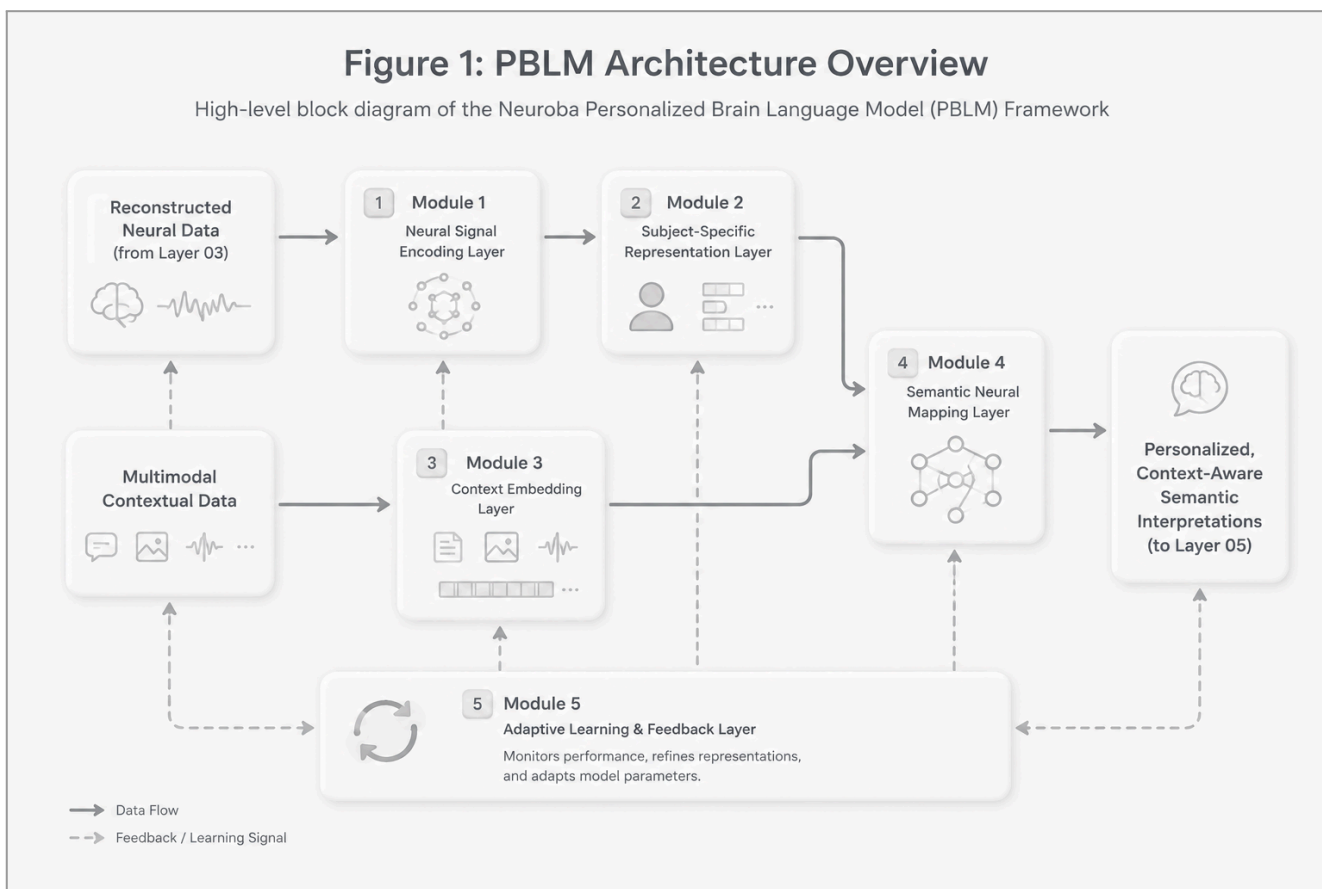 Figure 1: PBLM Architecture Overview
High-level block diagram of the Neuroba Personalized Brain Language Model (PBLM) Framework
Reconstructed
Neural Data
(from Layer 03)
1
Module 1
Neural Signal
Encoding Layer
2
Module 2
Subject-Specific
Representation Layer
...
Multimodal
Contextual Data
...
3
Module 3
Context Embedding
Layer
...
4
Module 4
Semantic Neural
Mapping Layer
Personalized,
Context-Aware
Semantic
Interpretations
(to Layer 05)
5
Module 5
Adaptive Learning & Feedback Layer
Monitors performance, refines representations,
and adapts model parameters.
Data Flow
Feedback / Learning Signal